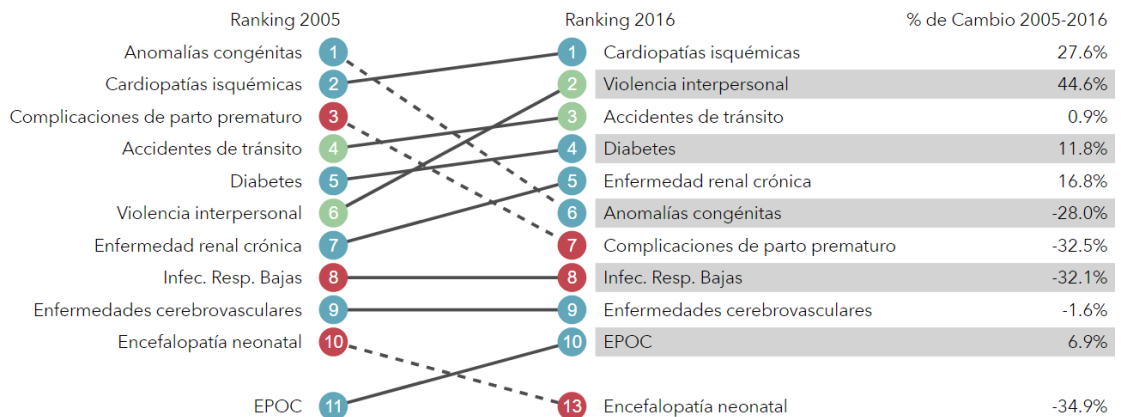 Ranking 2005 Ranking 2016 % de Cambio 2005-2016
Anomalías congénitas 1 1 Cardiopatías isquémicas 27.6%
Cardiopatías isquémicas 2 2 Violencia interpersonal 44.6%
Complicaciones de parto prematuro 3 3 Accidentes de tránsito 0.9%
Accidentes de tránsito 4 4 Diabetes 11.8%
Diabetes 5 5 Enfermedad renal crónica 16.8%
Violencia interpersonal 6 6 Anomalías congénitas -28.0%
Enfermedad renal crónica 7 7 Complicaciones de parto prematuro -32.5%
Infec. Resp. Bajas 8 8 Infec. Resp. Bajas -32.1%
Enfermedades cerebrovasculares 9 9 Enfermedades cerebrovasculares -1.6%
Encefalopatía neonatal 10 10 EPOC 6.9%
EPOC 11 13 Encefalopatía neonatal -34.9%